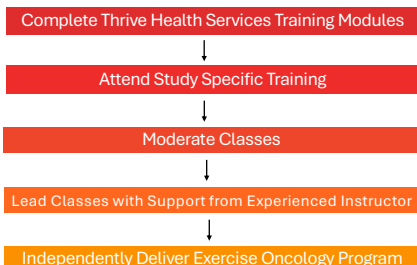 Complete Thrive Health Services Training Modules
Attend Study Specific Training
Moderate Classes
Lead Classes with Support from Experienced Instructor
Independently Deliver Exercise Oncology Program